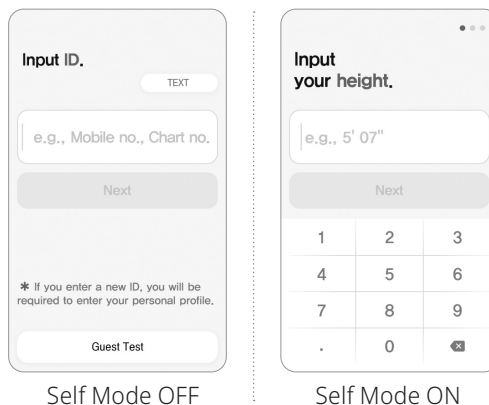 Input ID.
TEXT
e.g., Mobile no., Chart no.
Next
* If you enter a new ID, you will be
required to enter your personal profile.
Guest Test
Self Mode OFF
Input
your height.
e.g., 5' 07"
Next
1 2 3
4 5 6
7 8 9
. 0
Self Mode ON